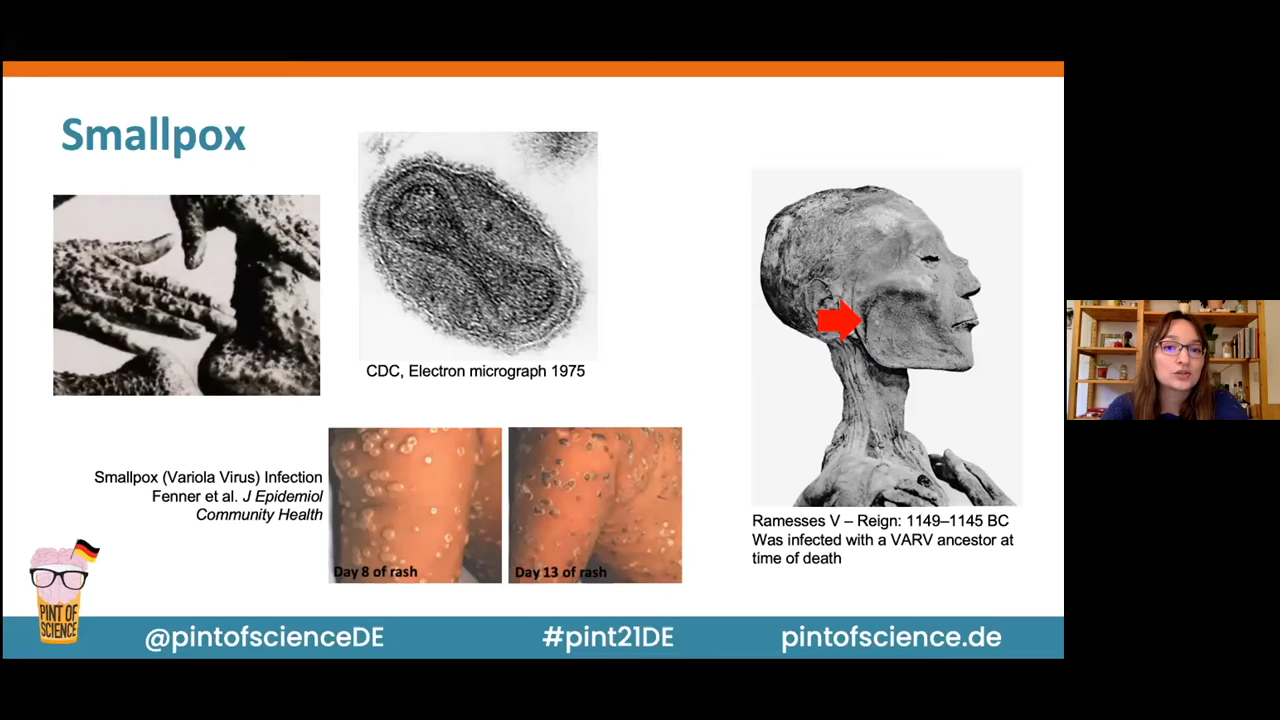 Smallpox
CDC, Electron micrograph 1975
Smallpox (Variola Virus) Infection
Fenner et al. J Epidemiol
Community Health
Day 8 of rash
Day 13 of rash
Ramesses V – Reign: 1149–1145 BC
Was infected with a VARV ancestor at
time of death
PINT OF
SCIENCE
@pintofscienceDE
#pint21DE
pintofscience.de